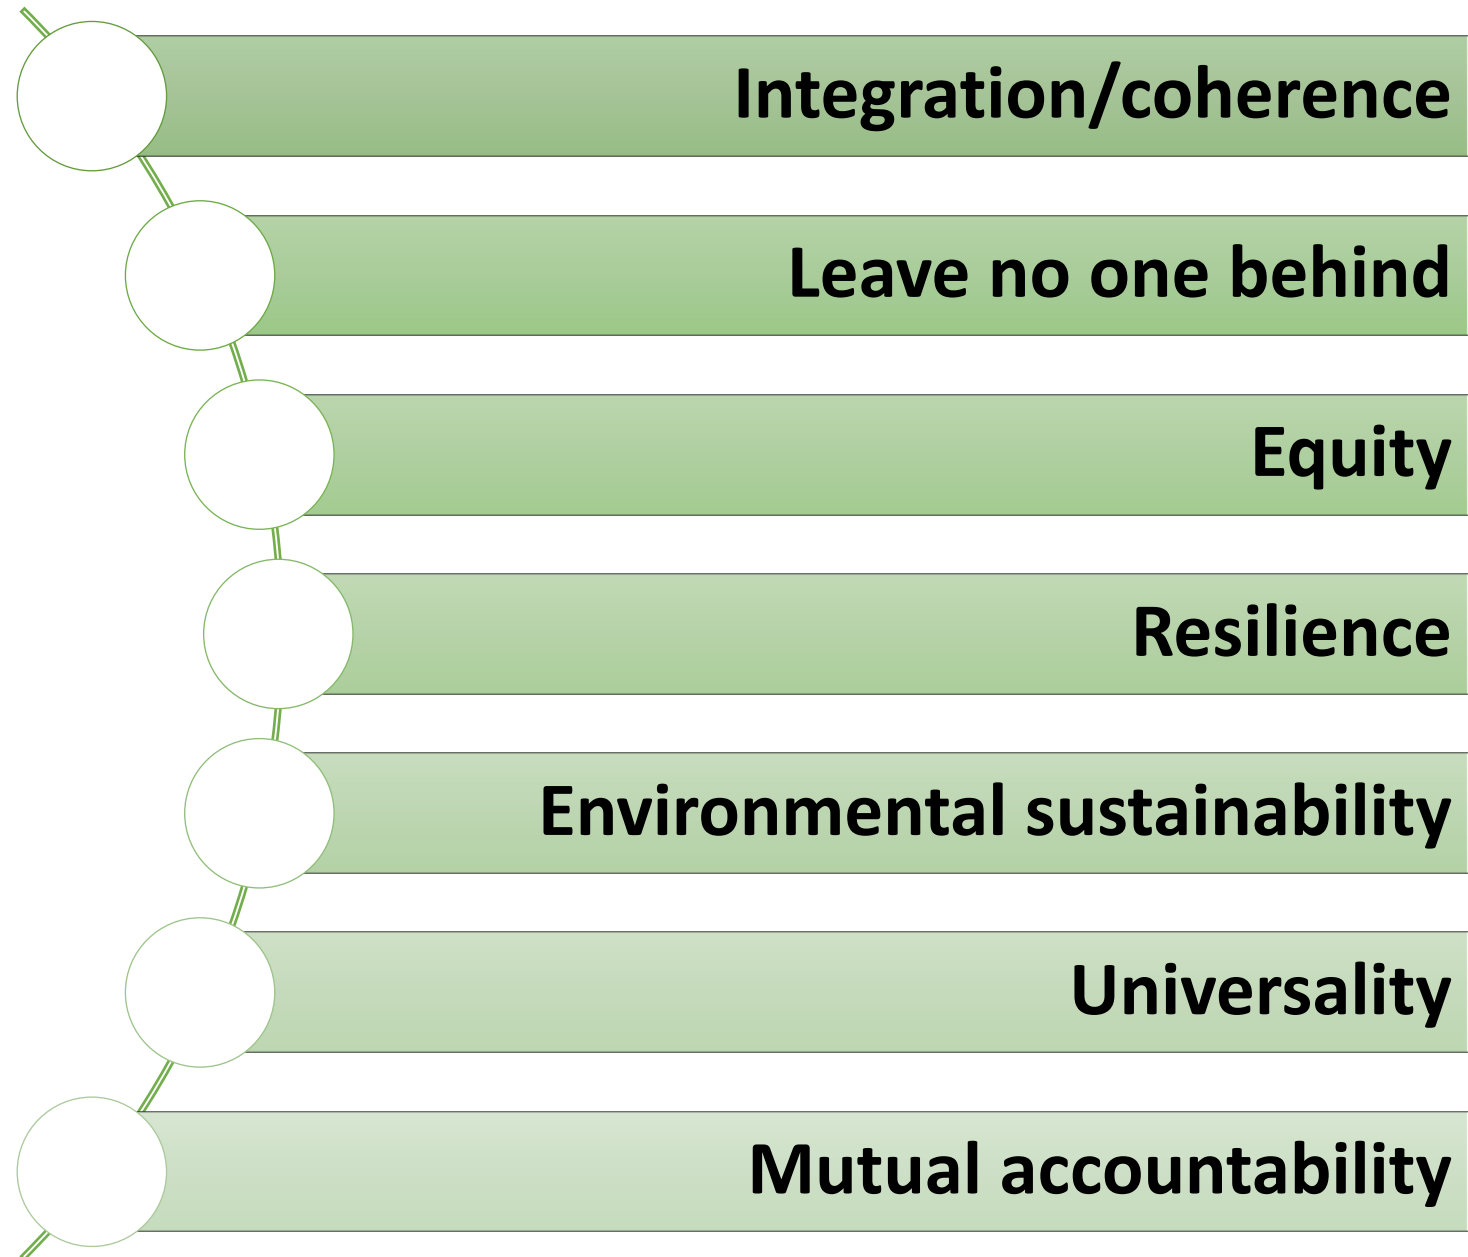 Integration/coherence
Leave no one behind
Equity
Resilience
Environmental sustainability
Universality
Mutual accountability